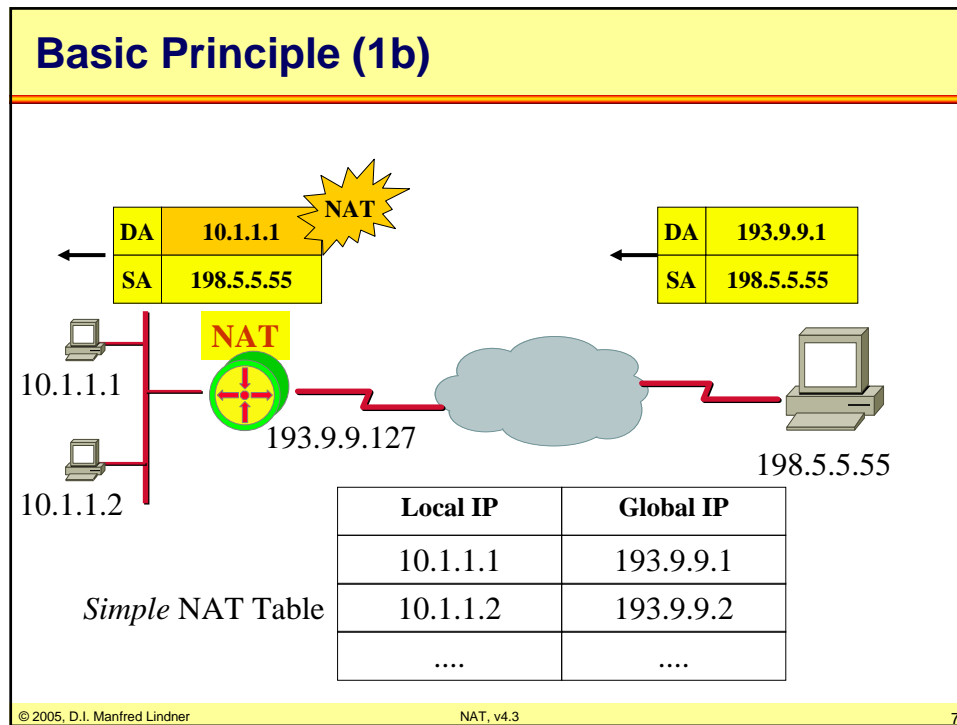 Basic Principle (1b)
NAT
DA 10.1.1.1
SA 198.5.5.55
DA 193.9.9.1
SA 198.5.5.55
NAT
10.1.1.1
193.9.9.127
198.5.5.55
10.1.1.2
Local IP Global IP
10.1.1.1 193.9.9.1
Simple NAT Table
10.1.1.2 193.9.9.2
.... ....
© 2005, D.I. Manfred Lindner NAT, v4.3 7